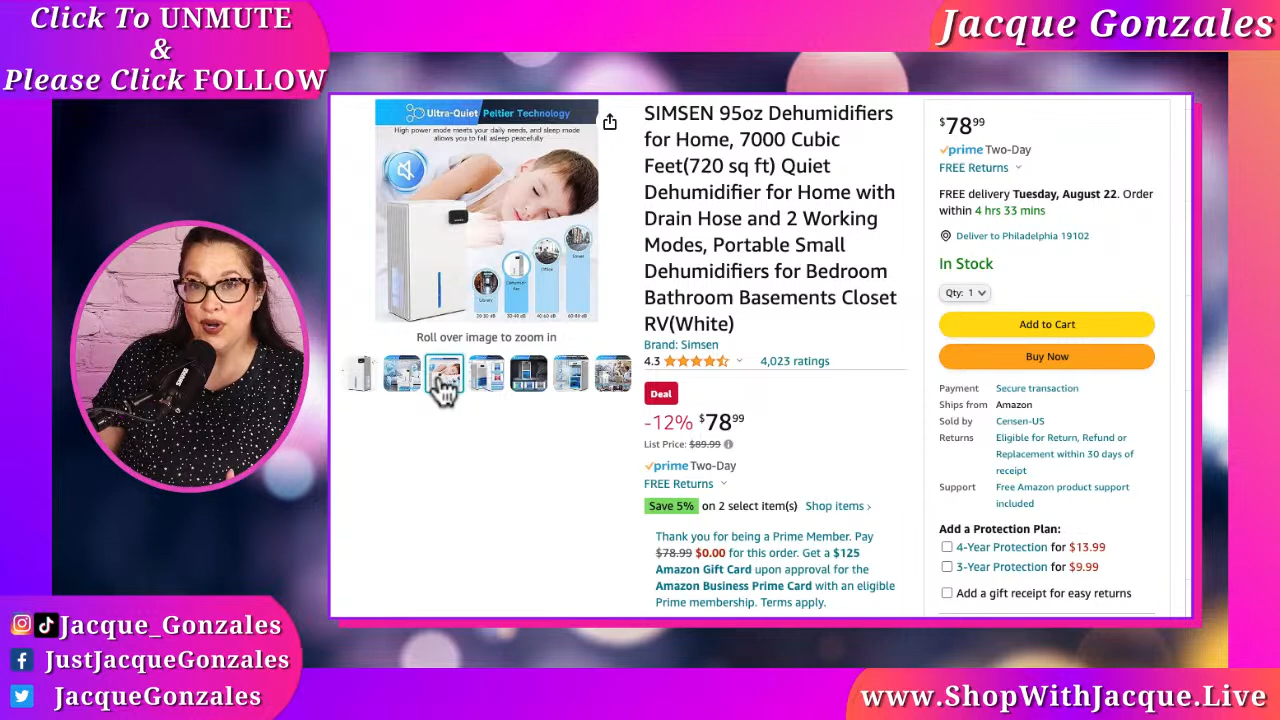 Click To UNMUTE
&
Please Click FOLLOW
Jacque Gonzales
Ultra-Quiet Peltier Technology
High power mode meets your daily needs, and sleep mode
allows you to fall asleep peacefully
Roll over image to zoom in
SIMSEN 95oz Dehumidifiers
for Home, 7000 Cubic
Feet(720 sq ft) Quiet
Dehumidifier for Home with
Drain Hose and 2 Working
Modes, Portable Small
Dehumidifiers for Bedroom
Bathroom Basements Closet
RV(White)
Brand: Simsen
4.3 4,023 ratings
Deal
-12% $78⁹⁹
List Price: $89.99
prime Two-Day
FREE Returns
Save 5% on 2 select item(s) Shop items ›
Thank you for being a Prime Member. Pay
$78.99 $0.00 for this order. Get a $125
Amazon Gift Card upon approval for the
Amazon Business Prime Card with an eligible
Prime membership. Terms apply.
$78⁹⁹
prime Two-Day
FREE Returns
FREE delivery Tuesday, August 22. Order
within 4 hrs 33 mins
Deliver to Philadelphia 19102
In Stock
Qty: 1
Add to Cart
Buy Now
Payment Secure transaction
Ships from Amazon
Sold by Censen-US
Returns Eligible for Return, Refund or
Replacement within 30 days of
receipt
Support Free Amazon product support
included
Add a Protection Plan:
4-Year Protection for $13.99
3-Year Protection for $9.99
Add a gift receipt for easy returns
Jacque_Gonzales
JustJacqueGonzales
JacqueGonzales
www.ShopWithJacque.Live